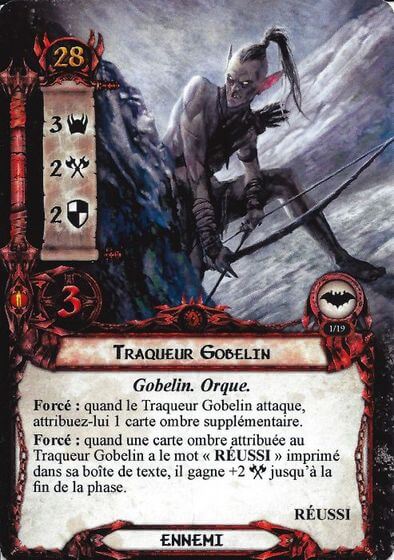 28
3
2
2
3
1/19
TRAQUEUR GOBELIN
Gobelin. Orque.
Forcé : quand le Traqueur Gobelin attaque,
attribuez-lui 1 carte ombre supplémentaire.
Forcé : quand une carte ombre attribuée au
Traqueur Gobelin a le mot « RÉUSSI » imprimé
dans sa boîte de texte, il gagne +2 jusqu'à la
fin de la phase.
RÉUSSI
ENNEMI